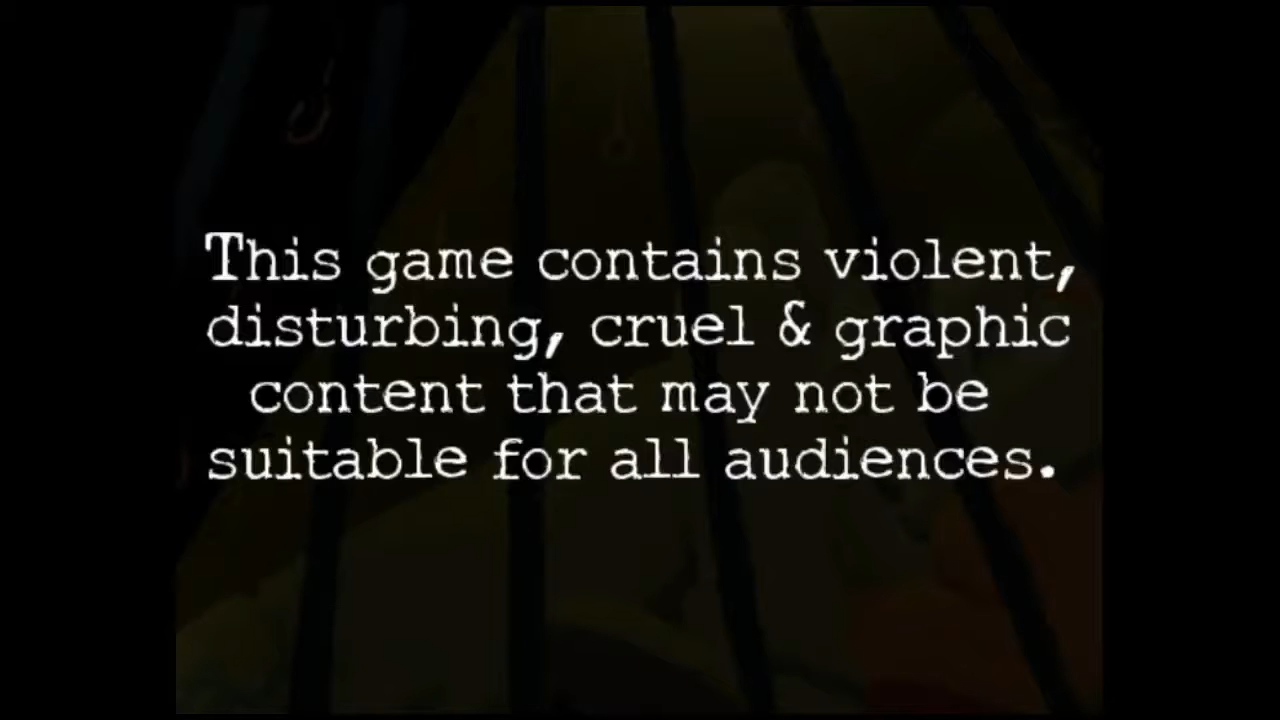 This game contains violent,
disturbing, cruel & graphic
content that may not be
suitable for all audiences.